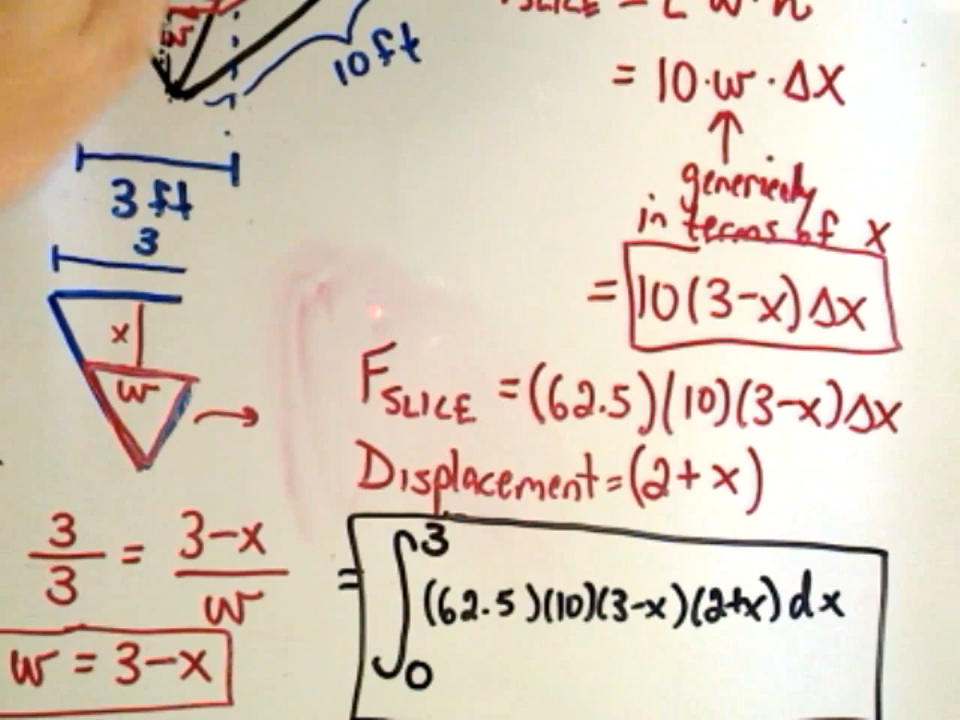 10 ft
= 10 · w · Δx
generically
in terms of x
= 10(3-x)Δx
3 ft
3
x
w
F SLICE = (62.5)(10)(3-x)Δx
Displacement = (2+x)
3/3 = 3-x/w
w = 3-x
= ∫₀³ (62.5)(10)(3-x)(2+x) dx